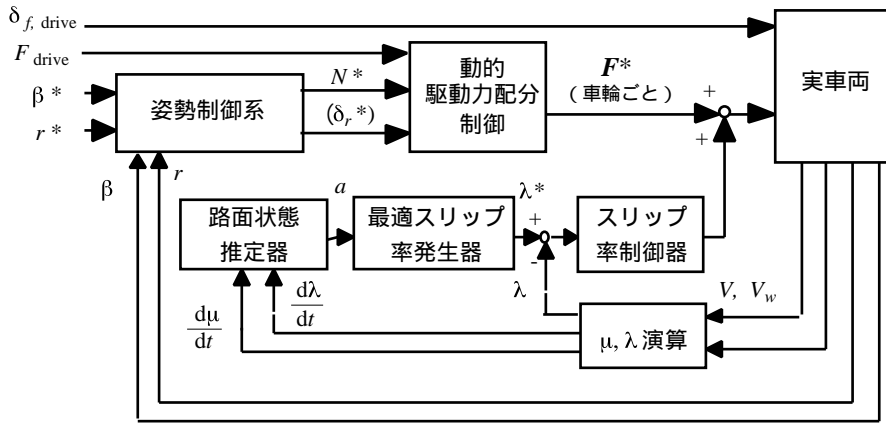 δf, drive
F drive
β*
r*
姿勢制御系
N*
(δr*)
動的
駆動力配分
制御
F*
(車輪ごと)
+
+
実車両
β
r
路面状態
推定器
a
最適スリップ
率発生器
λ*
+
-
λ
スリップ
率制御器
V, Vw
dμ
dt
dλ
dt
μ, λ 演算